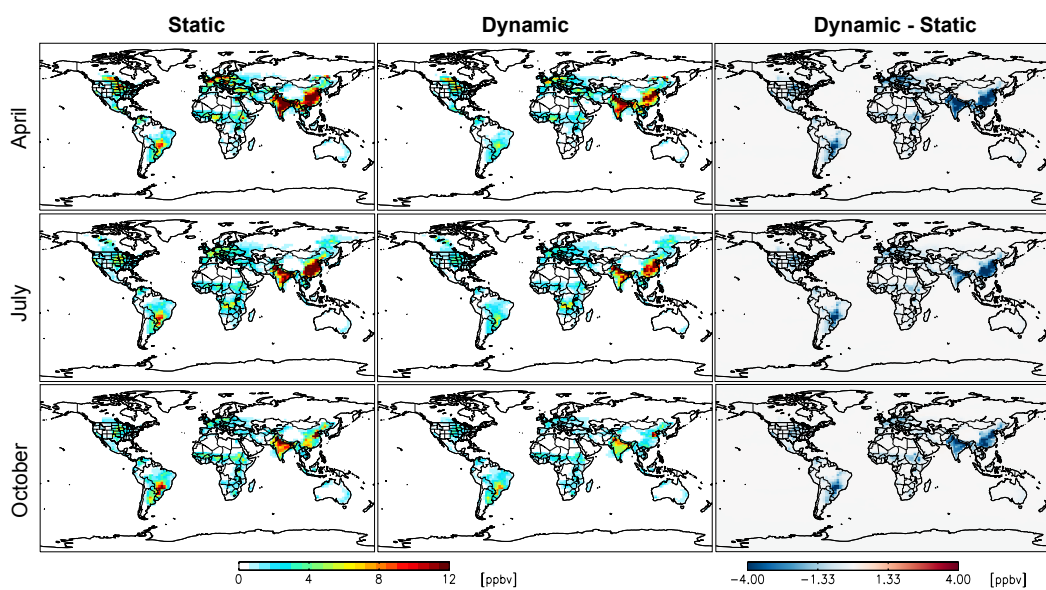 Static Dynamic Dynamic - Static
April
July
October
0 4 8 12 [ppbv]
−4.00 −1.33 1.33 4.00 [ppbv]